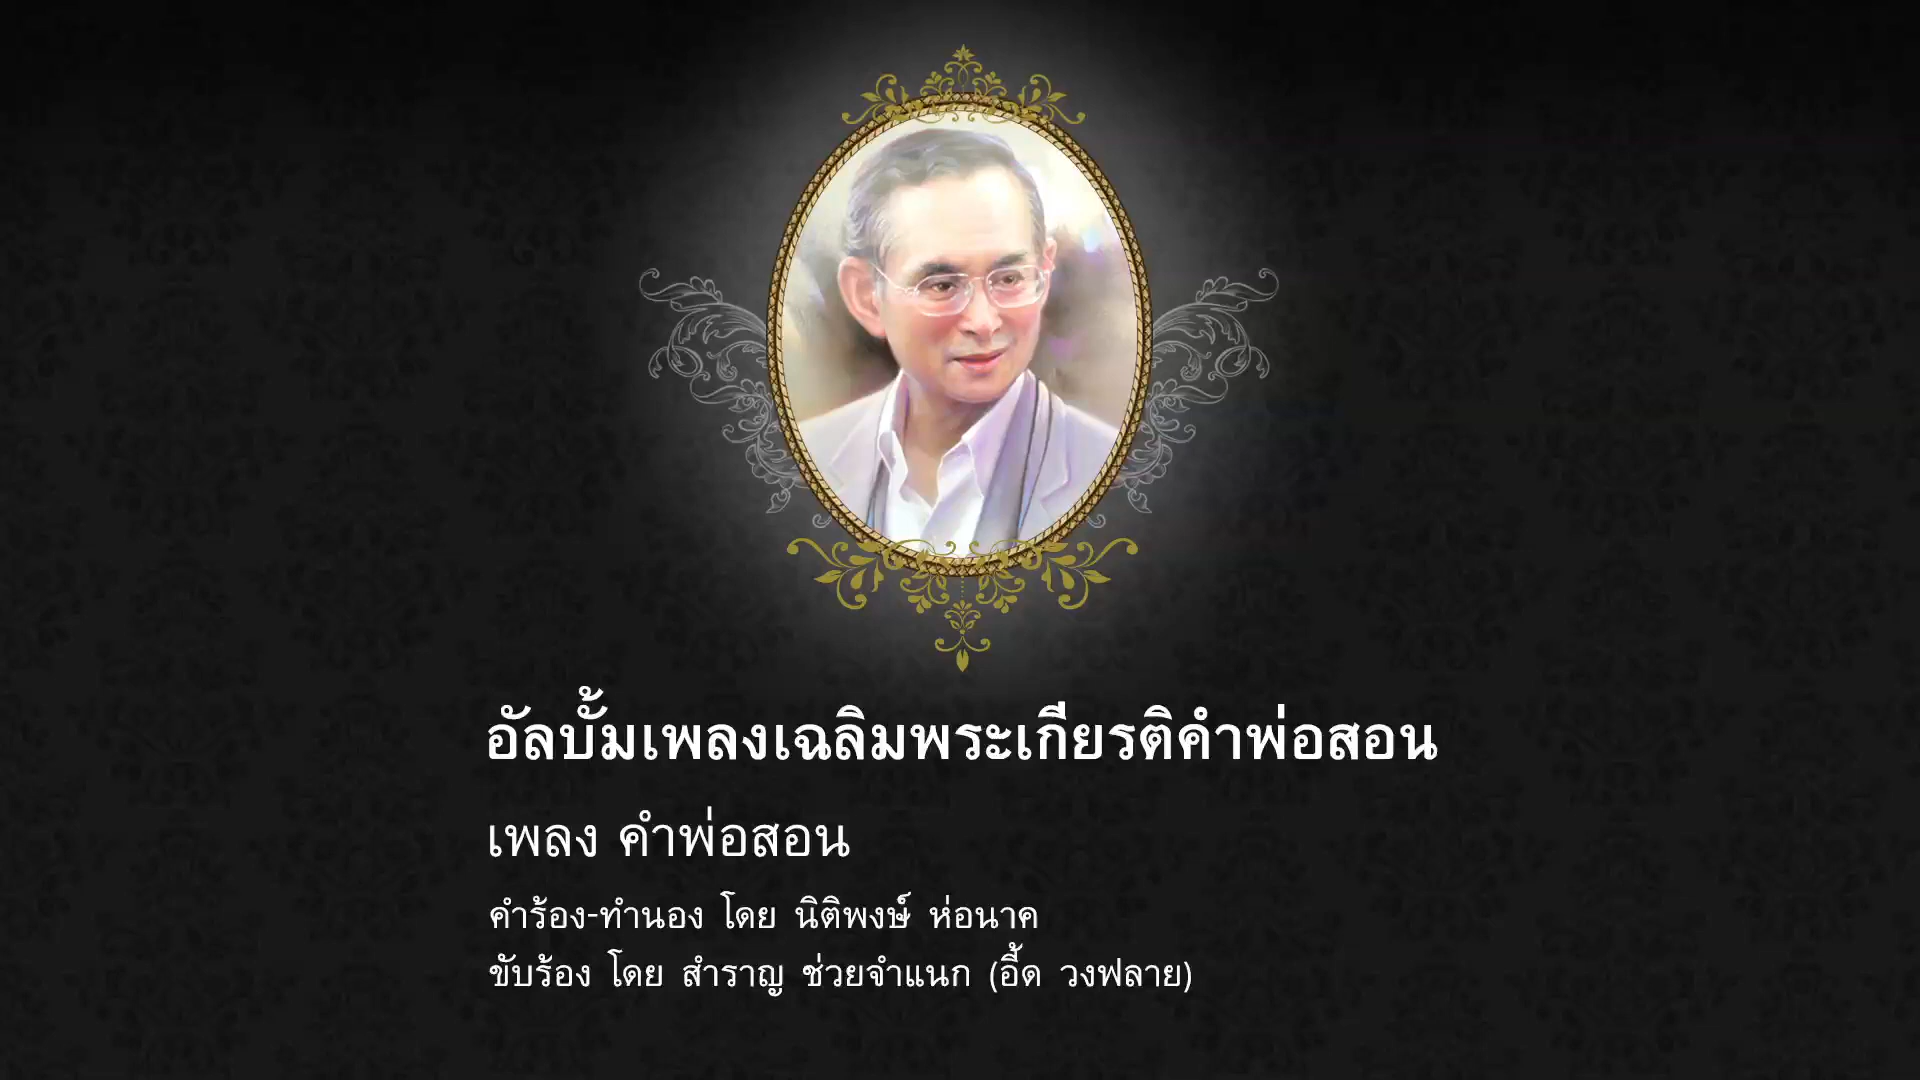 อัลบั้มเพลงเฉลิมพระเกียรติคำพ่อสอน
เพลง คำพ่อสอน
คำร้อง-ทำนอง โดย นิติพงษ์ ห่อนาค
ขับร้อง โดย สำราญ ช่วยจำแนก (อี้ด วงฟลาย)